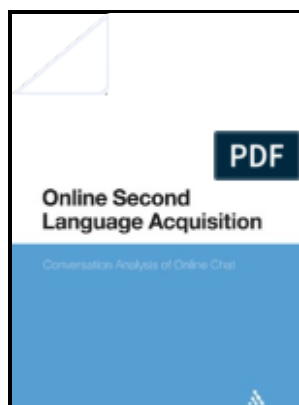 PDF
Online Second
Language Acquisition
Conversation Analysis of Online Chat